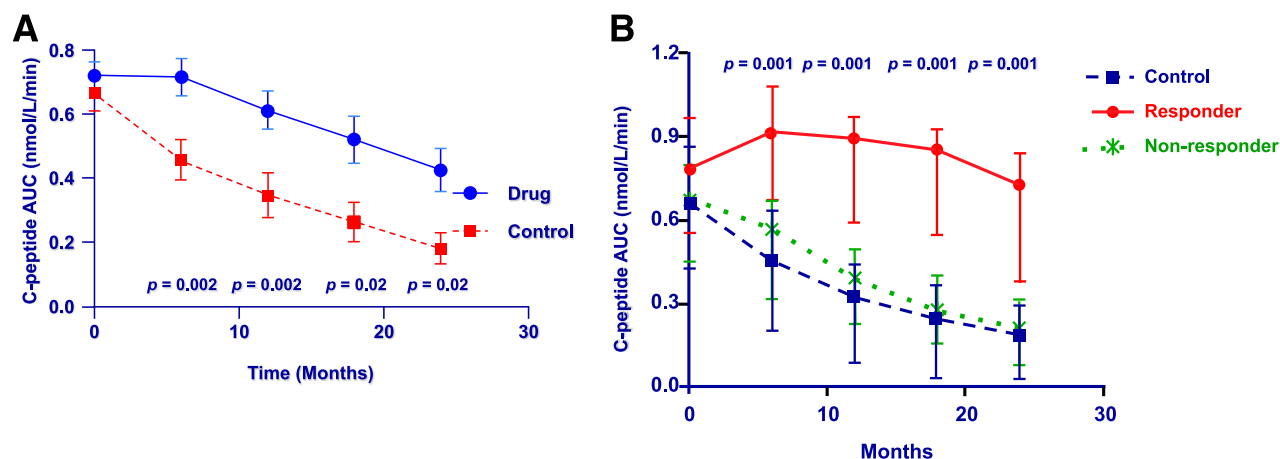 A
C-peptide AUC (nmol/L/min)
0.8
0.6
0.4
0.2
0.0
p = 0.002 p = 0.002 p = 0.02 p = 0.02
0 10 20 30
Time (Months)
Drug
Control
B
C-peptide AUC (nmol/L/min)
1.2
0.9
0.6
0.3
0.0
p = 0.001 p = 0.001 p = 0.001 p = 0.001
0 10 20 30
Months
Control
Responder
Non-responder